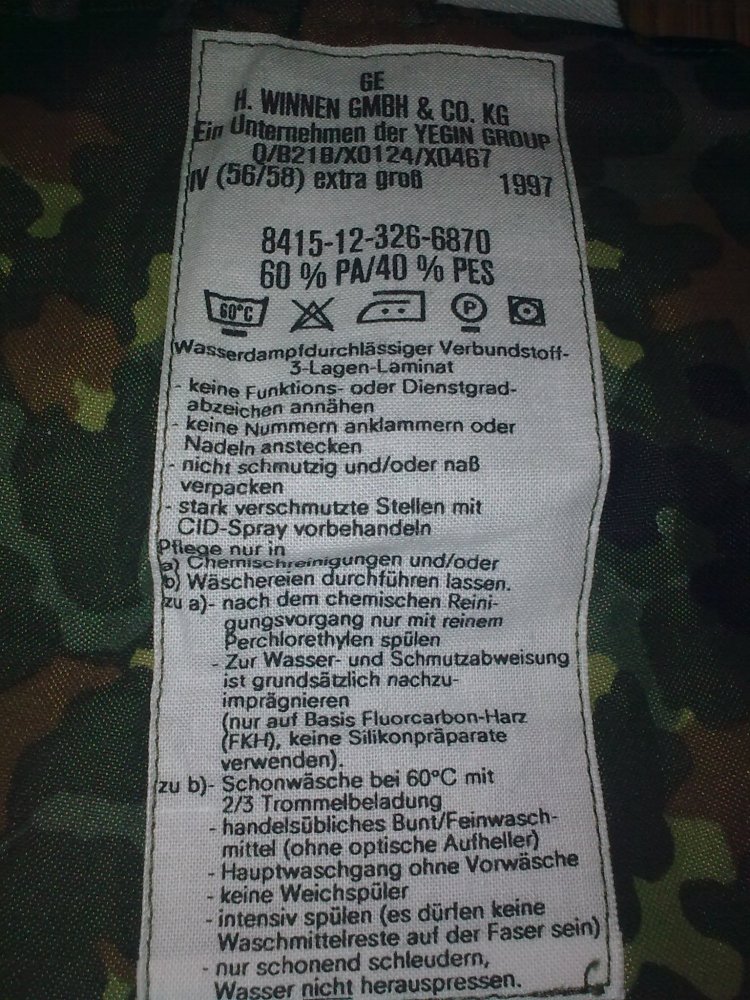 GE
H. WINNEN GMBH & CO. KG
Ein Unternehmen der YEGIN GROUP
Q/B21B/X0124/X0467
IV (56/58) extra groß 1997
8415-12-326-6870
60 % PA/40 % PES
60°C P
Wasserdampfdurchlässiger Verbundstoff-
3-Lagen-Laminat
- keine Funktions- oder Dienstgrad-
abzeichen annähen
- keine Nummern anklammern oder
Nadeln anstecken
- nicht schmutzig und/oder naß
verpacken
- stark verschmutzte Stellen mit
CID-Spray vorbehandeln
Pflege nur in
a) Chemischreinigungen und/oder
b) Wäschereien durchführen lassen.
zu a)- nach dem chemischen Reini-
gungsvorgang nur mit reinem
Perchlorethylen spülen
- Zur Wasser- und Schmutzabweisung
ist grundsätzlich nachzu-
imprägnieren
(nur auf Basis Fluorcarbon-Harz
(FKH), keine Silikonpräparate
verwenden).
zu b)- Schonwäsche bei 60°C mit
2/3 Trommelbeladung
- handelsübliches Bunt/Feinwasch-
mittel (ohne optische Aufheller)
- Hauptwaschgang ohne Vorwäsche
- keine Weichspüler
- intensiv spülen (es dürfen keine
Waschmittelreste auf der Faser sein)
- nur schonend schleudern,
Wasser nicht herauspressen.